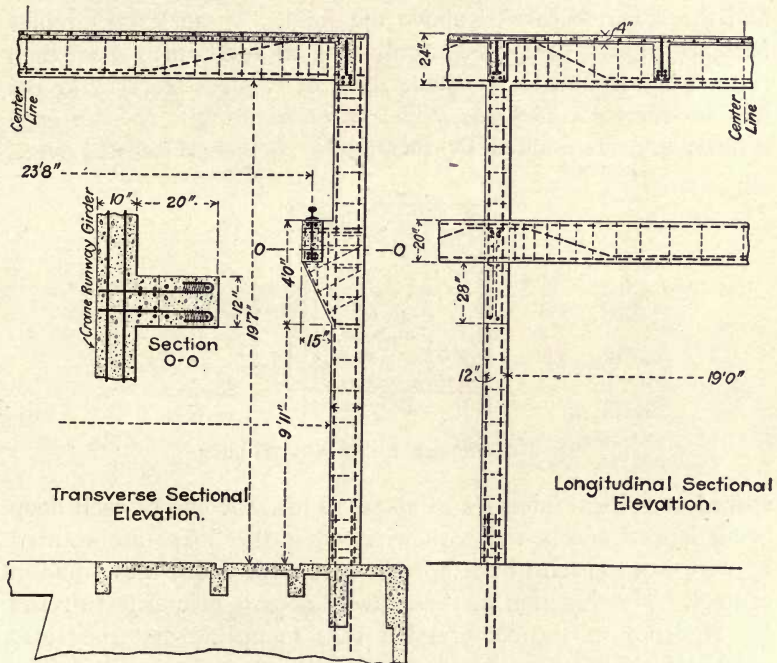 4"
24"
Center
Line
Center
Line
23'8"
10"
20"
Crane Runway Girder
12"
Section
O-O
O
O
4'0"
15"
19'7"
9'11"
20"
28"
12"
19'0"
Transverse Sectional
Elevation.
Longitudinal Sectional
Elevation.